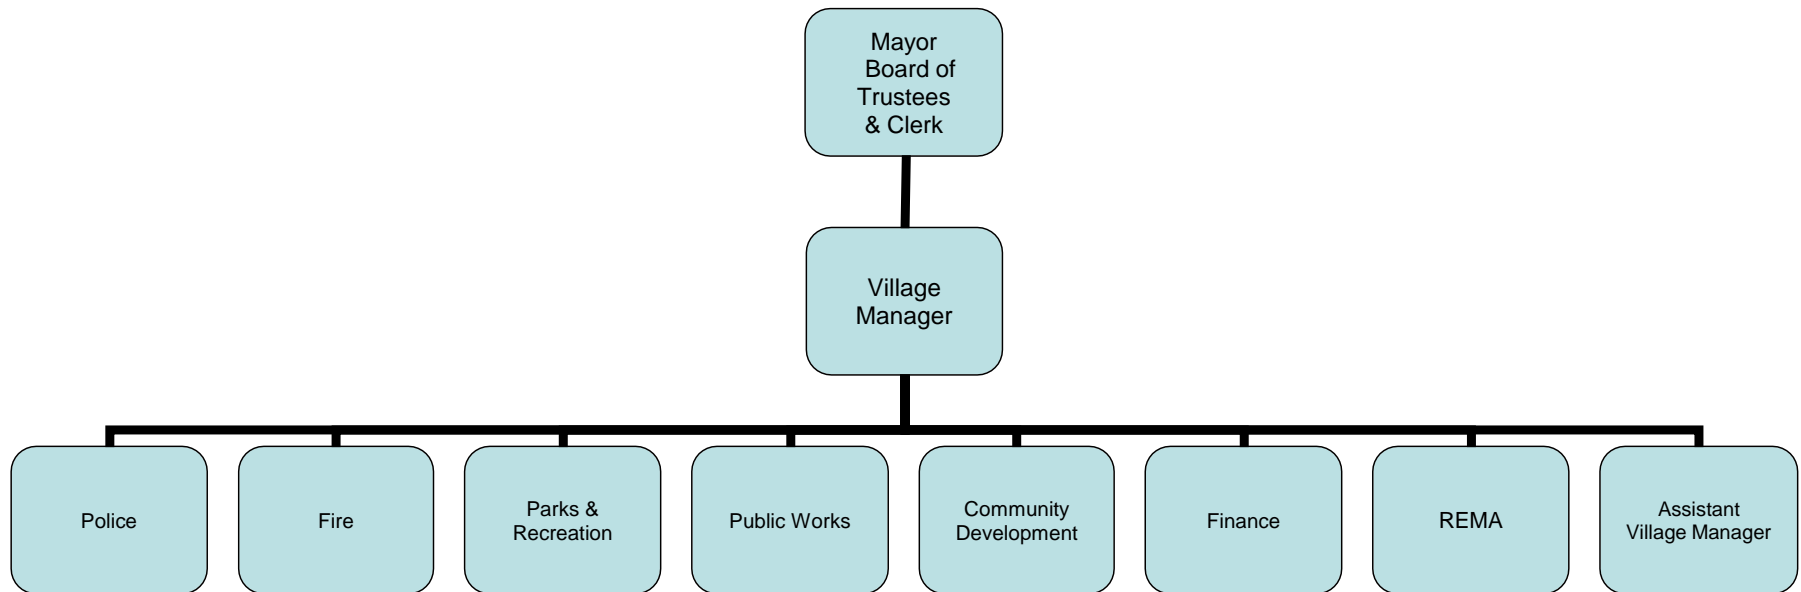 Mayor
Board of
Trustees
& Clerk
Village
Manager
Police
Fire
Parks &
Recreation
Public Works
Community
Development
Finance
REMA
Assistant
Village Manager